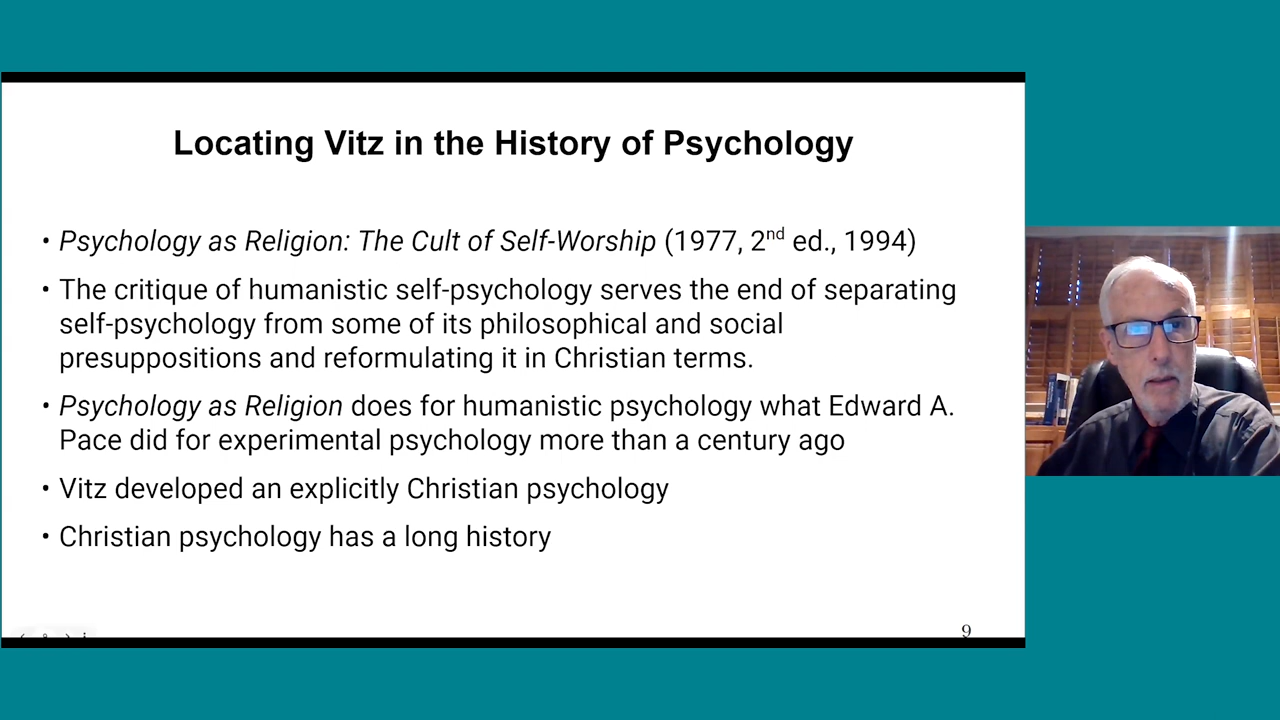 Locating Vitz in the History of Psychology
• Psychology as Religion: The Cult of Self-Worship (1977, 2nd ed., 1994)
• The critique of humanistic self-psychology serves the end of separating
self-psychology from some of its philosophical and social
presuppositions and reformulating it in Christian terms.
• Psychology as Religion does for humanistic psychology what Edward A.
Pace did for experimental psychology more than a century ago
• Vitz developed an explicitly Christian psychology
• Christian psychology has a long history
9